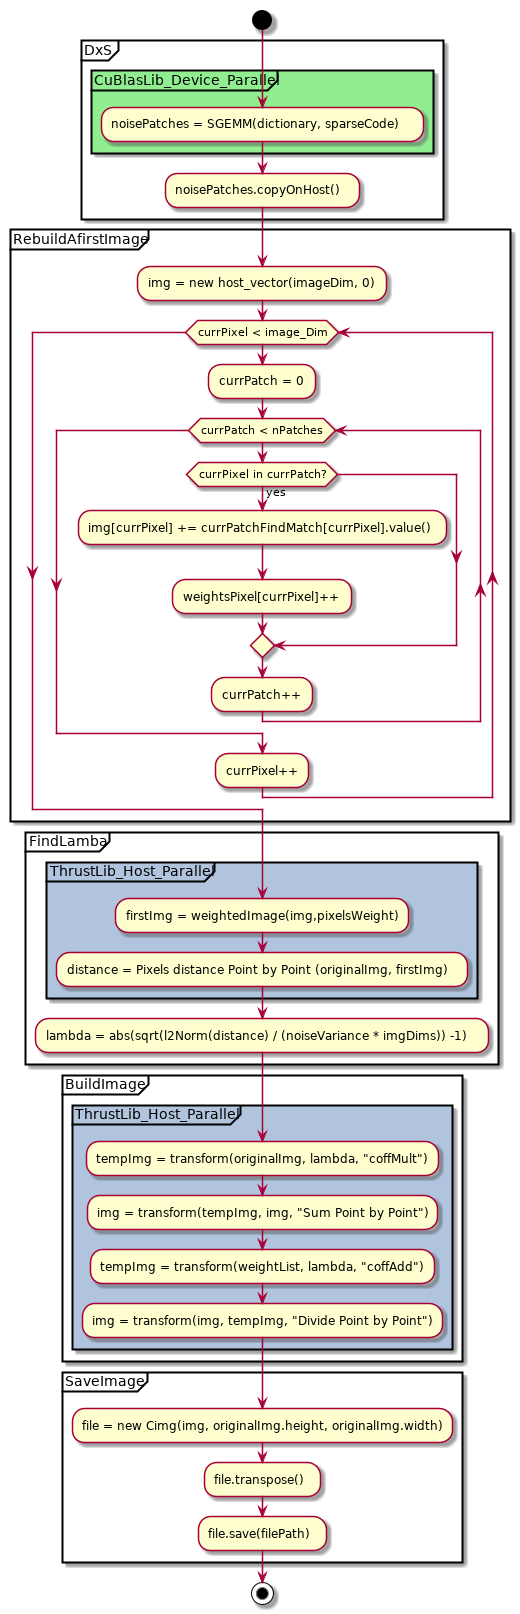 DxS
CuBlasLib_Device_Parallel
noisePatches = SGEMM(dictionary, sparseCode)
noisePatches.copyOnHost()
RebuildAfirstImage
img = new host_vector(imageDim, 0)
currPixel < image_Dim
currPatch = 0
currPatch < nPatches
currPixel in currPatch?
yes
img[currPixel] += currPatchFindMatch[currPixel].value()
weightsPixel[currPixel]++
currPatch++
currPixel++
FindLamba
ThrustLib_Host_Parallel
firstImg = weightedImage(img,pixelsWeight)
distance = Pixels distance Point by Point (originalImg, firstImg)
lambda = abs(sqrt(l2Norm(distance) / (noiseVariance * imgDims)) -1)
BuildImage
ThrustLib_Host_Parallel
tempImg = transform(originalImg, lambda, "coffMult")
img = transform(tempImg, img, "Sum Point by Point")
tempImg = transform(weightList, lambda, "coffAdd")
img = transform(img, tempImg, "Divide Point by Point")
SaveImage
file = new Cimg(img, originalImg.height, originalImg.width)
file.transpose()
file.save(filePath)